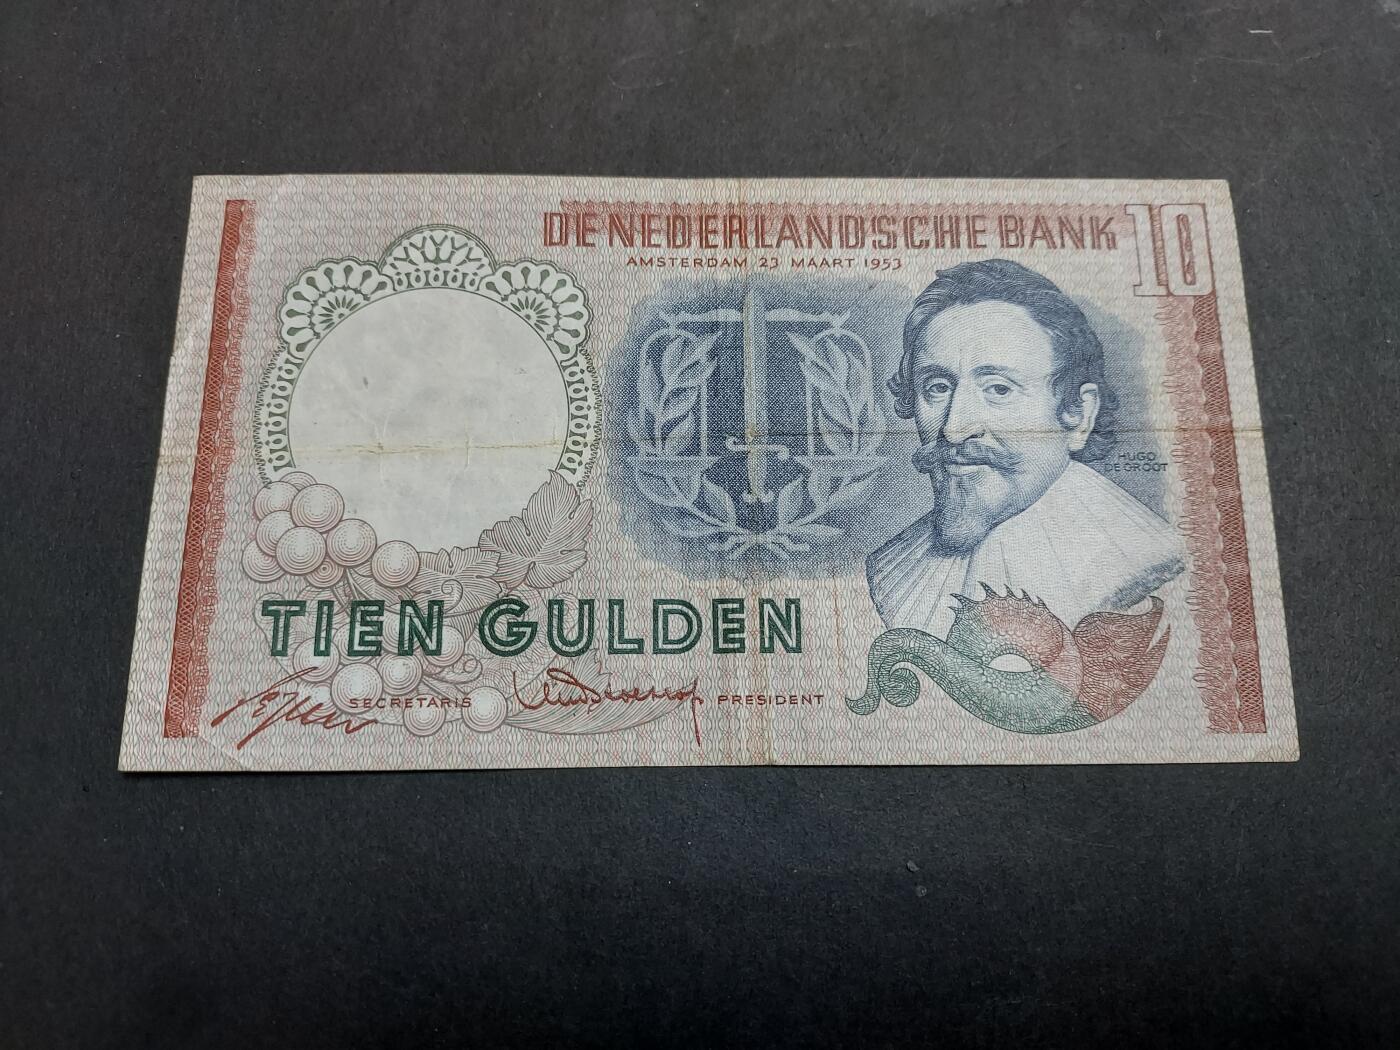 DE NEDERLANDSCHE BANK 10
AMSTERDAM 23 MAART 1953
HUGO
DE GROOT
TIEN GULDEN
SECRETARIS PRESIDENT